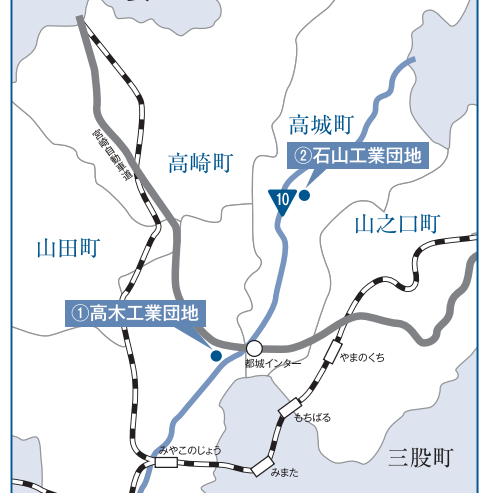 高城町
宮崎自動車道
②石山工業団地
高崎町
10
山之口町
山田町
①高木工業団地
都城インター
やまのくち
もちばる
みやこのじょう
みまた
三股町